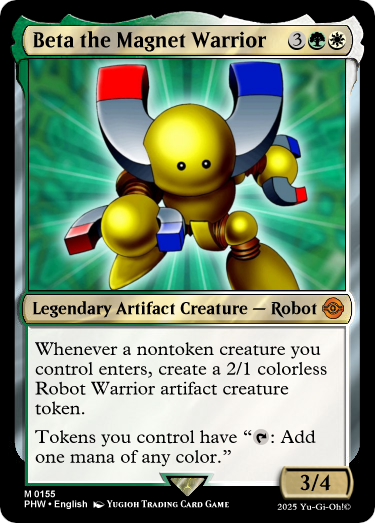 Beta the Magnet Warrior 3
Legendary Artifact Creature — Robot
Whenever a nontoken creature you
control enters, create a 2/1 colorless
Robot Warrior artifact creature
token.
Tokens you control have “: Add
one mana of any color.”
3/4
M 0155
PHW • English Yugioh Trading Card Game
2025 Yu-Gi-Oh!©